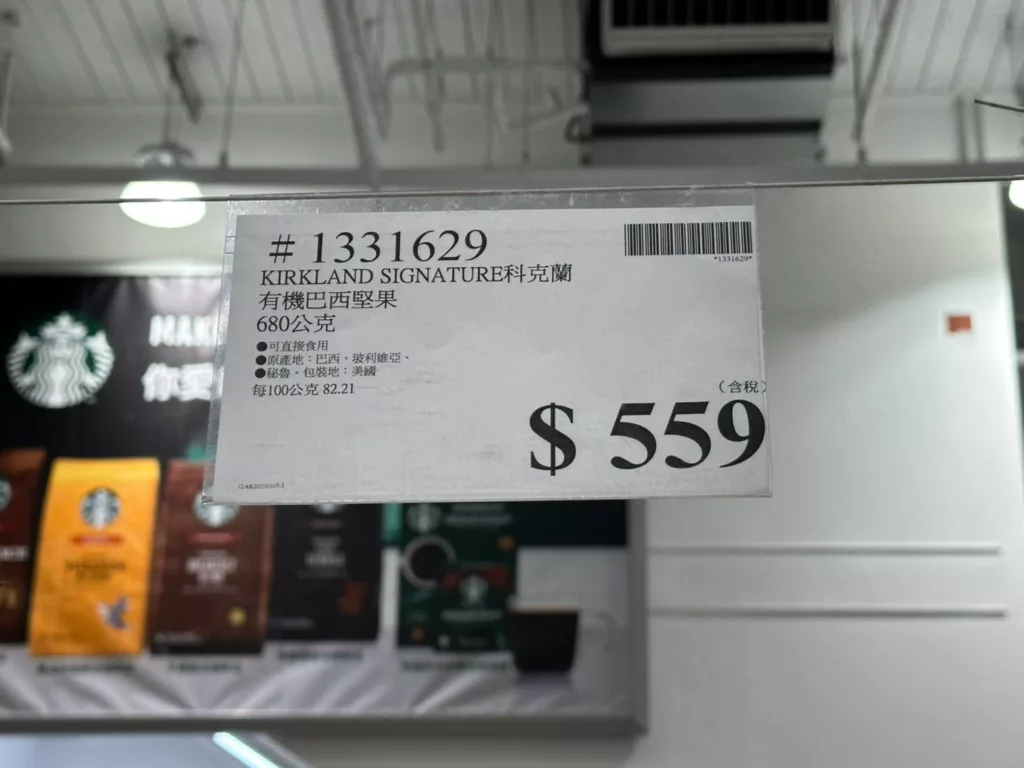 # 1331629
*1331629*
KIRKLAND SIGNATURE科克蘭
有機巴西堅果
680公克
●可直接食用
●原產地：巴西、玻利維亞、
●秘魯。包裝地：美國
每100公克 82.21
（含稅）
$ 559
你愛